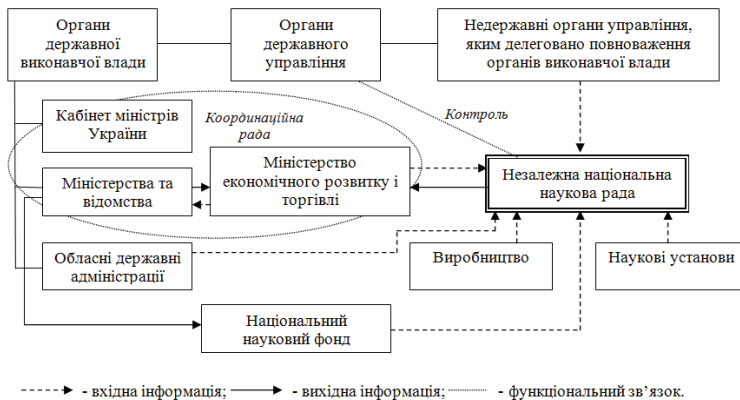 Органи
державної
виконавчої влади
Органи
державного
управління
Недержавні органи управління,
яким делеговано повноваження
органів виконавчої влади
Кабінет міністрів
України
Координаційна
рада
Контроль
Міністерства та
відомства
Міністерство
економічного розвитку і
торгівлі
Незалежна національна
наукова рада
Обласні державні
адміністрації
Виробництво
Наукові установи
Національний
науковий фонд
- вхідна інформація;
- вихідна інформація;
- функціональний зв’язок.